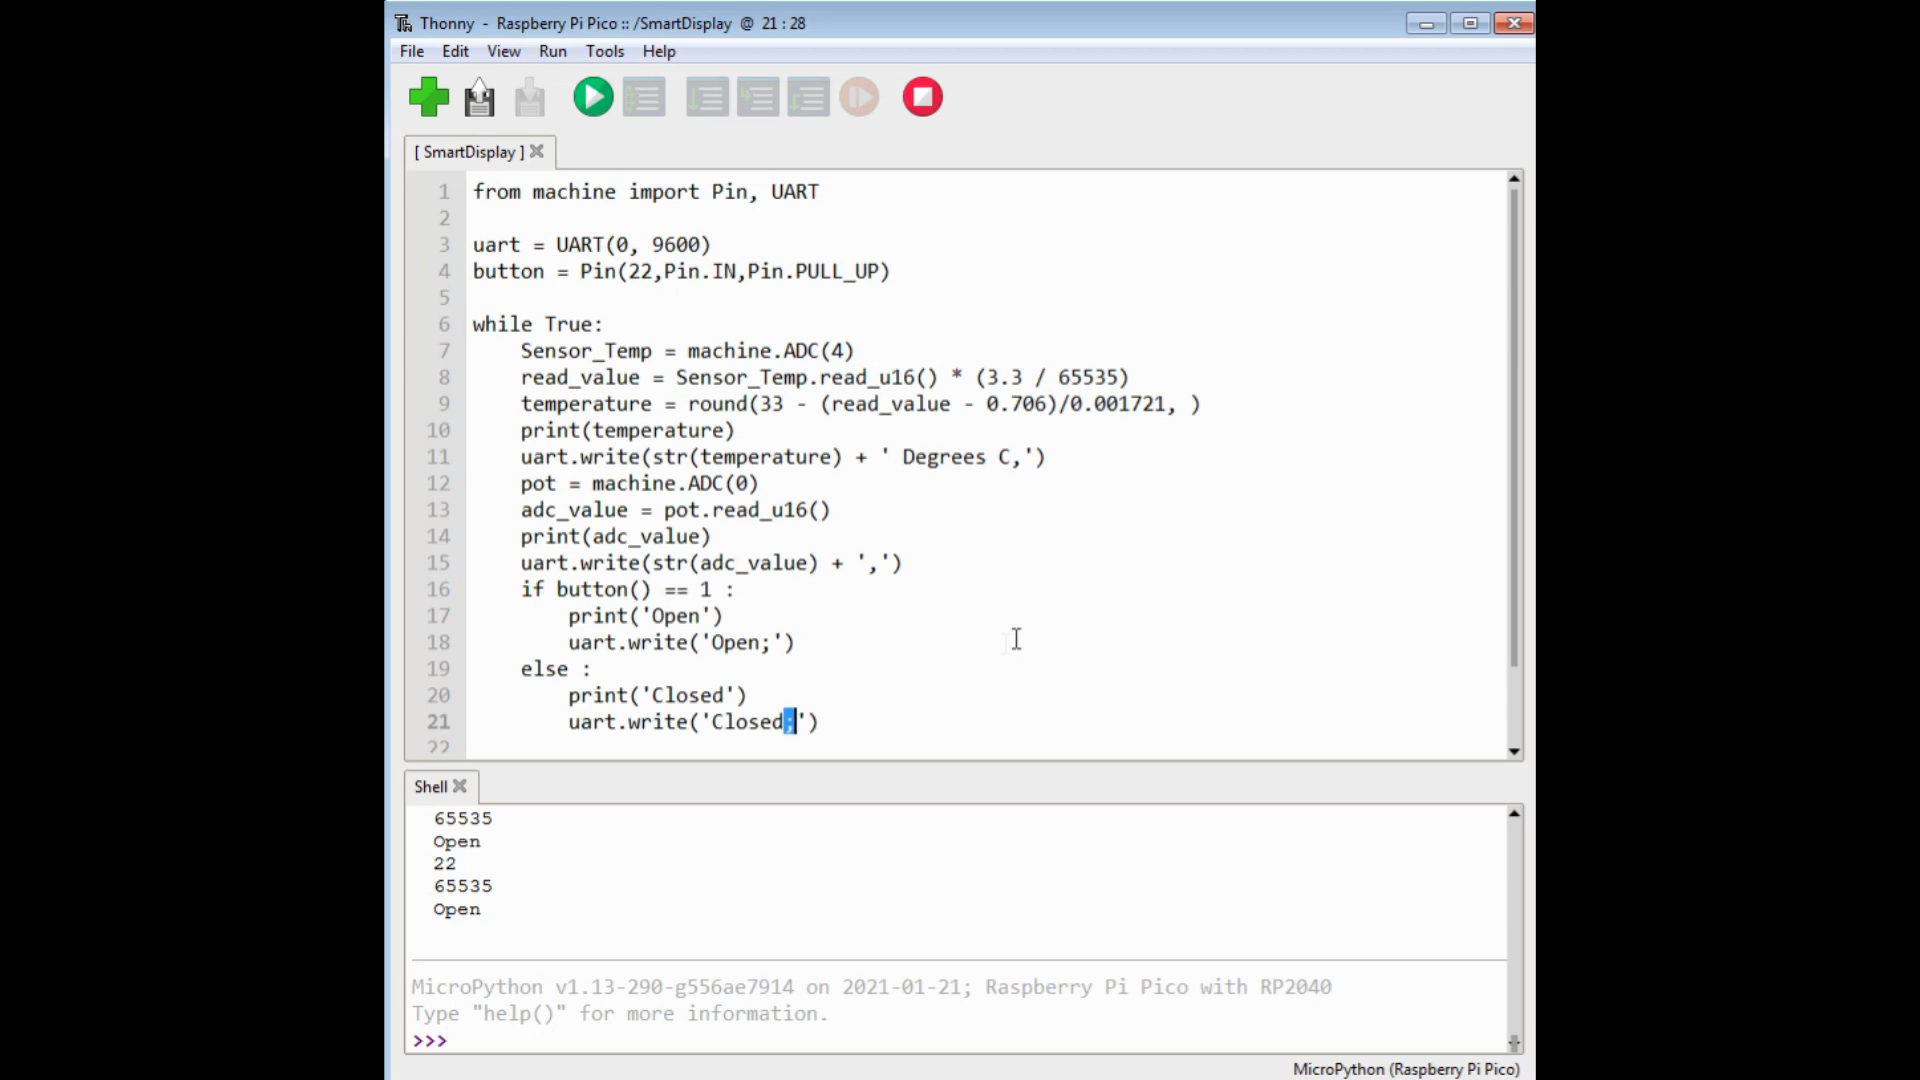 Thonny - Raspberry Pi Pico :: /SmartDisplay @ 21 : 28
File Edit View Run Tools Help
[ SmartDisplay ]
1 from machine import Pin, UART
2
3 uart = UART(0, 9600)
4 button = Pin(22,Pin.IN,Pin.PULL_UP)
5
6 while True:
7 Sensor_Temp = machine.ADC(4)
8 read_value = Sensor_Temp.read_u16() * (3.3 / 65535)
9 temperature = round(33 - (read_value - 0.706)/0.001721, )
10 print(temperature)
11 uart.write(str(temperature) + ' Degrees C,')
12 pot = machine.ADC(0)
13 adc_value = pot.read_u16()
14 print(adc_value)
15 uart.write(str(adc_value) + ',')
16 if button() == 1 :
17 print('Open')
18 uart.write('Open;')
19 else :
20 print('Closed')
21 uart.write('Closed;')
22
Shell
65535
Open
22
65535
Open
MicroPython v1.13-290-g556ae7914 on 2021-01-21; Raspberry Pi Pico with RP2040
Type "help()" for more information.
>>>
MicroPython (Raspberry Pi Pico)